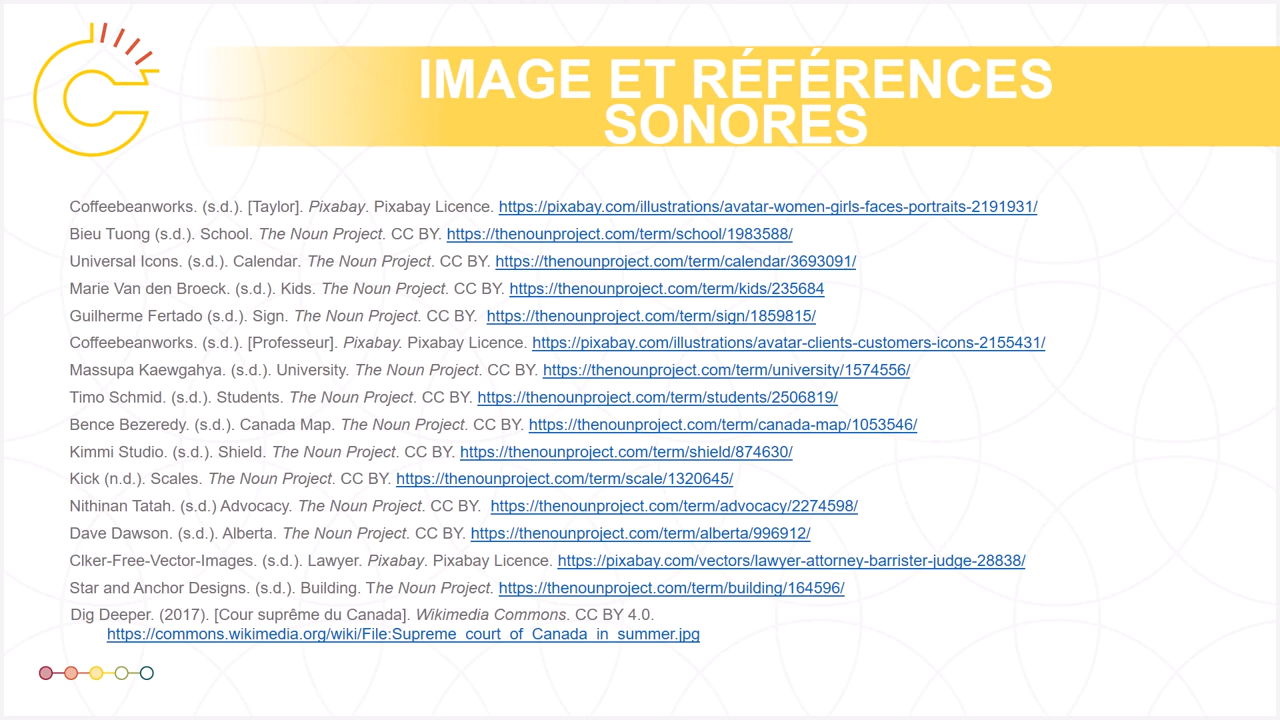 IMAGE ET RÉFÉRENCES
SONORES
Coffeebeanworks. (s.d.). [Taylor]. Pixabay. Pixabay Licence. https://pixabay.com/illustrations/avatar-women-girls-faces-portraits-2191931/
Bieu Tuong (s.d.). School. The Noun Project. CC BY. https://thenounproject.com/term/school/1983588/
Universal Icons. (s.d.). Calendar. The Noun Project. CC BY. https://thenounproject.com/term/calendar/3693091/
Marie Van den Broeck. (s.d.). Kids. The Noun Project. CC BY. https://thenounproject.com/term/kids/235684
Guilherme Fertado (s.d.). Sign. The Noun Project. CC BY. https://thenounproject.com/term/sign/1859815/
Coffeebeanworks. (s.d.). [Professeur]. Pixabay. Pixabay Licence. https://pixabay.com/illustrations/avatar-clients-customers-icons-2155431/
Massupa Kaewgahya. (s.d.). University. The Noun Project. CC BY. https://thenounproject.com/term/university/1574556/
Timo Schmid. (s.d.). Students. The Noun Project. CC BY. https://thenounproject.com/term/students/2506819/
Bence Bezeredy. (s.d.). Canada Map. The Noun Project. CC BY. https://thenounproject.com/term/canada-map/1053546/
Kimmi Studio. (s.d.). Shield. The Noun Project. CC BY. https://thenounproject.com/term/shield/874630/
Kick (n.d.). Scales. The Noun Project. CC BY. https://thenounproject.com/term/scale/1320645/
Nithinan Tatah. (s.d.) Advocacy. The Noun Project. CC BY. https://thenounproject.com/term/advocacy/2274598/
Dave Dawson. (s.d.). Alberta. The Noun Project. CC BY. https://thenounproject.com/term/alberta/996912/
Clker-Free-Vector-Images. (s.d.). Lawyer. Pixabay. Pixabay Licence. https://pixabay.com/vectors/lawyer-attorney-barrister-judge-28838/
Star and Anchor Designs. (s.d.). Building. The Noun Project. https://thenounproject.com/term/building/164596/
Dig Deeper. (2017). [Cour suprême du Canada]. Wikimedia Commons. CC BY 4.0.
https://commons.wikimedia.org/wiki/File:Supreme_court_of_Canada_in_summer.jpg